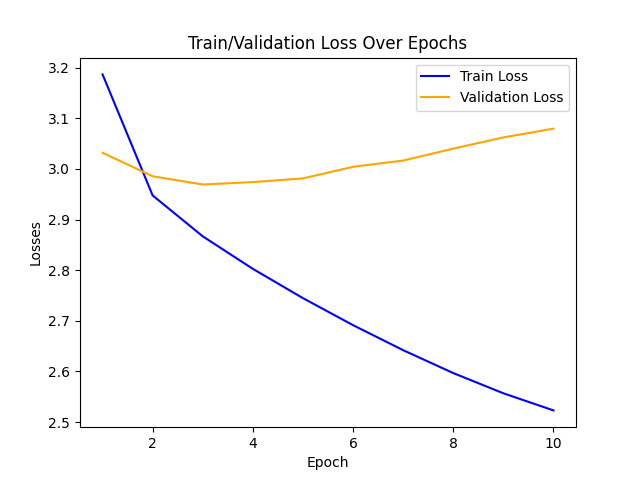 Train/Validation Loss Over Epochs
Train Loss
Validation Loss
Losses
3.2
3.1
3.0
2.9
2.8
2.7
2.6
2.5
2 4 6 8 10
Epoch